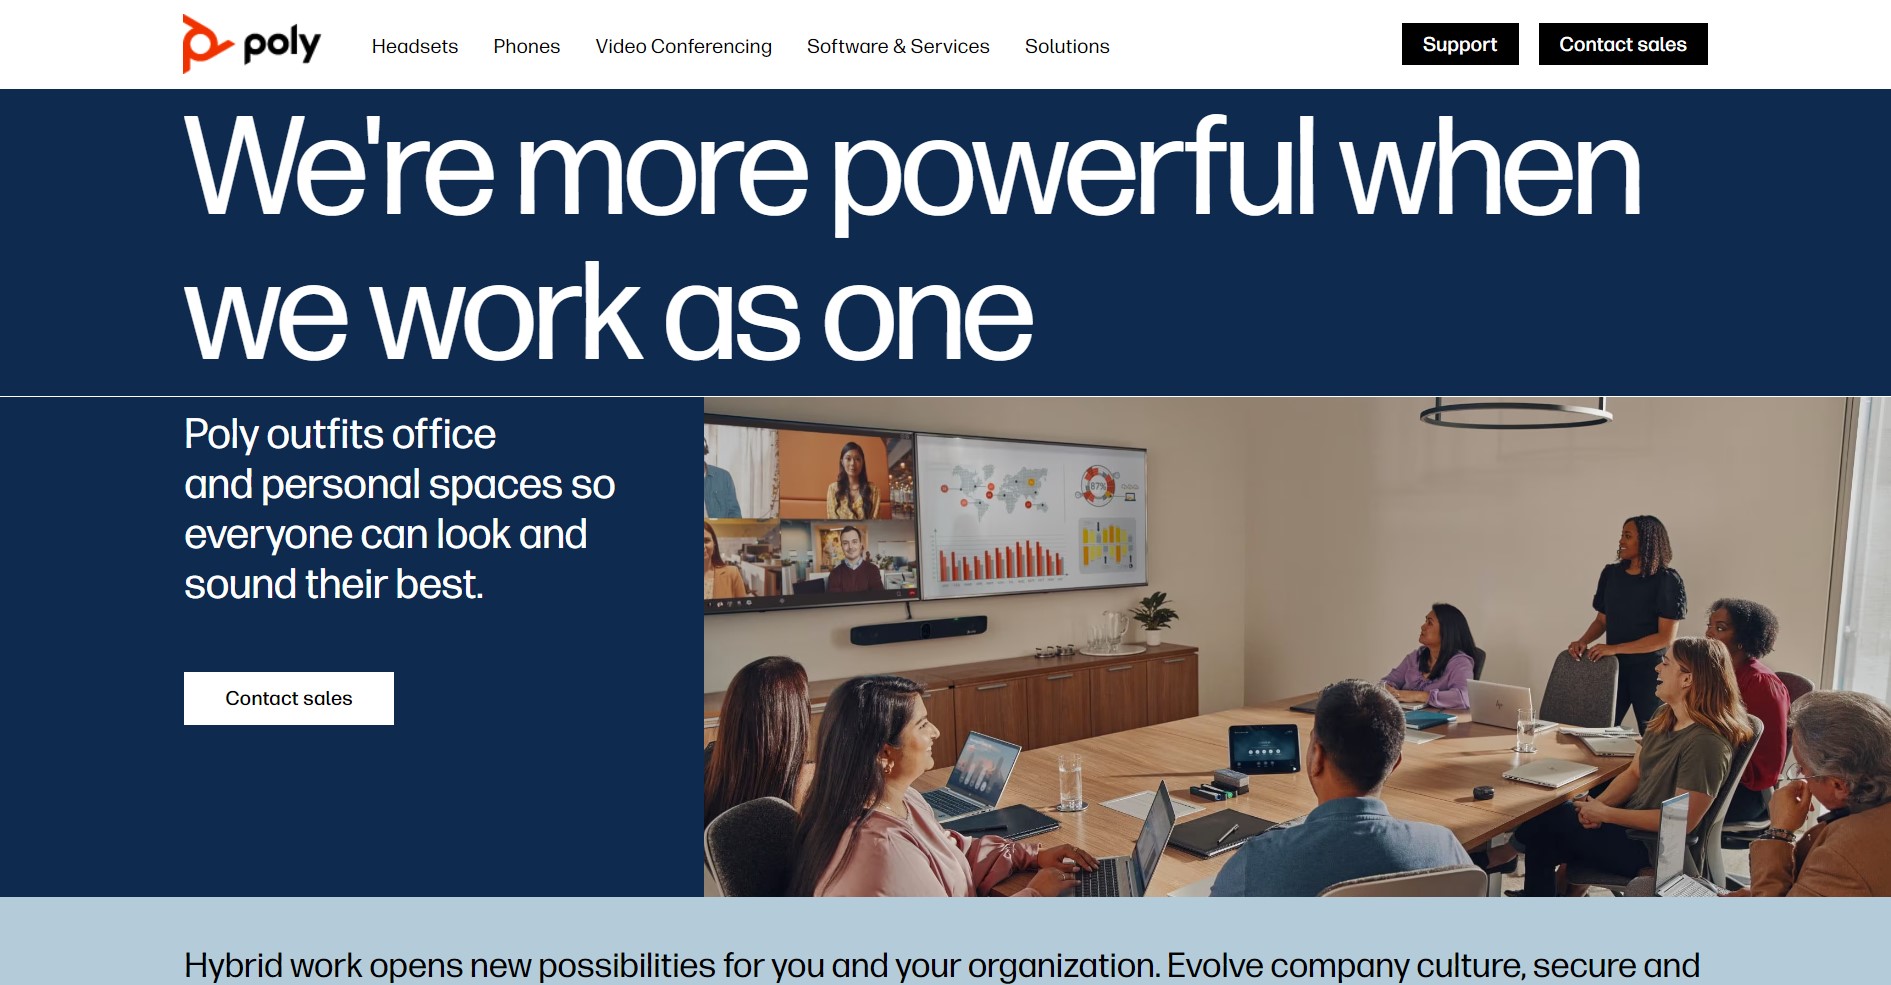 poly
Headsets
Phones
Video Conferencing
Software & Services
Solutions
Support
Contact sales
We're more powerful when
we work as one
Poly outfits office
and personal spaces so
everyone can look and
sound their best.
Contact sales
87%
hp
Hybrid work opens new possibilities for you and your organization. Evolve company culture, secure and